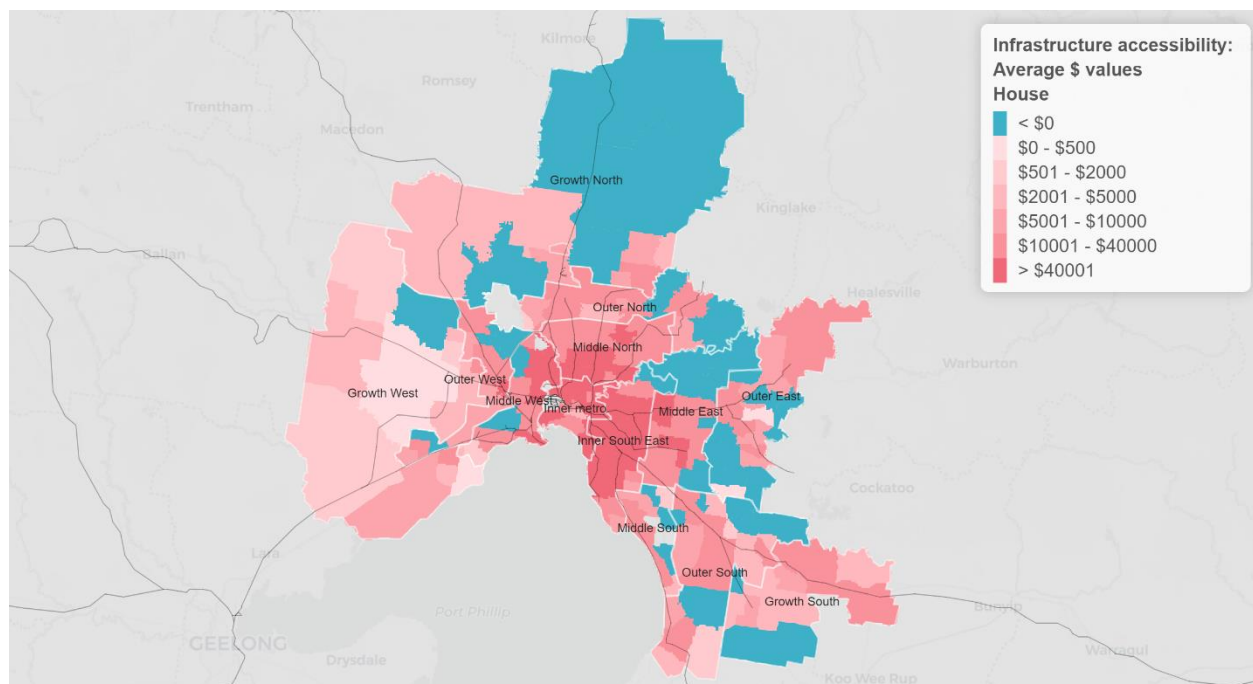 Kilmore
Romsey
Trentham
Macedon
Growth North
Kinglake
Ballan
Healesville
Outer North
Warburton
Middle North
Growth West
Outer West
Middle West
Inner metro
Middle East
Outer East
Inner South East
Cockatoo
Middle South
Lara
Outer South
Growth South
Port Phillip
Bunyip
GEELONG
Drysdale
Warragul
Koo Wee Rup
Infrastructure accessibility:
Average $ values
House
< $0
$0 - $500
$501 - $2000
$2001 - $5000
$5001 - $10000
$10001 - $40000
> $40001